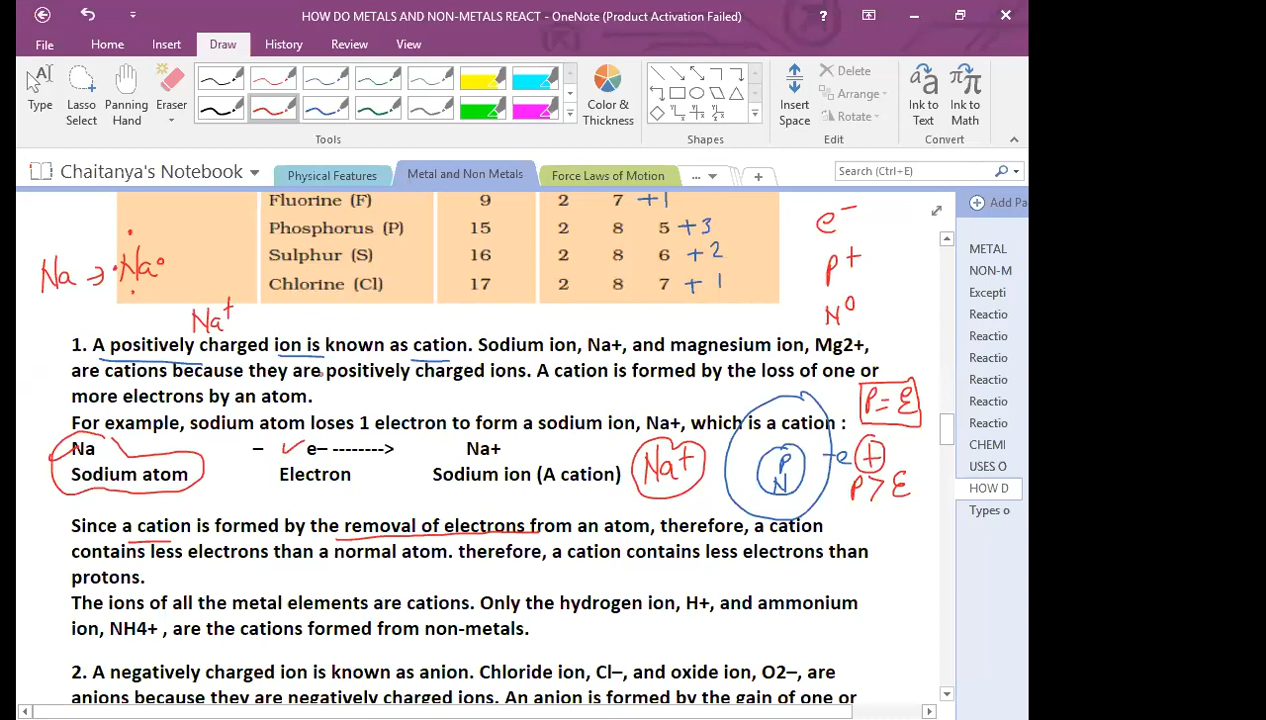 HOW DO METALS AND NON-METALS REACT - OneNote (Product Activation Failed)
File Home Insert Draw History Review View
Type Lasso Select Panning Hand Eraser Color & Thickness Insert Space Delete Arrange Rotate Ink to Text Ink to Math
Tools Shapes Edit Convert
Chaitanya's Notebook Physical Features Metal and Non Metals Force Laws of Motion ... + Search (Ctrl+E)
Add Pa
Fluorine (F) 9 2 7 +1
Phosphorus (P) 15 2 8 5 +3
Sulphur (S) 16 2 8 6 +2
Chlorine (Cl) 17 2 8 7 +1
e−
P+
N0
Na → Na
Na+
1. A positively charged ion is known as cation. Sodium ion, Na+, and magnesium ion, Mg2+,
are cations because they are positively charged ions. A cation is formed by the loss of one or
more electrons by an atom.
For example, sodium atom loses 1 electron to form a sodium ion, Na+, which is a cation :
Na – e– --------> Na+
Sodium atom Electron Sodium ion (A cation)
Na+
P
N
-e
+
P = E
P > E
Since a cation is formed by the removal of electrons from an atom, therefore, a cation
contains less electrons than a normal atom. therefore, a cation contains less electrons than
protons.
The ions of all the metal elements are cations. Only the hydrogen ion, H+, and ammonium
ion, NH4+ , are the cations formed from non-metals.
2. A negatively charged ion is known as anion. Chloride ion, Cl–, and oxide ion, O2–, are
anions because they are negatively charged ions. An anion is formed by the gain of one or
METAL
NON-M
Excepti
Reactio
Reactio
Reactio
Reactio
Reactio
Reactio
CHEMI
USES O
HOW D
Types o